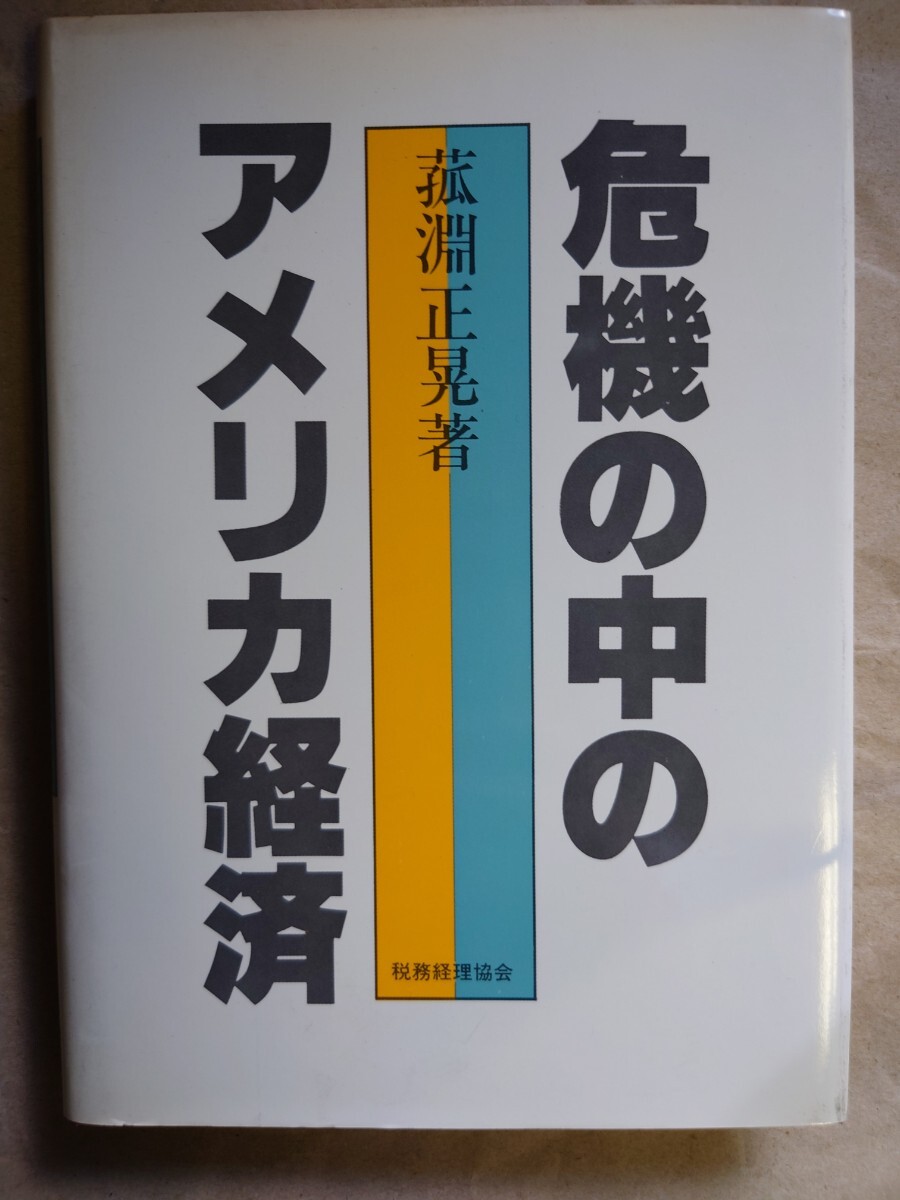 危機の中の
アメリカ経済
菰淵正晃著
税務経理協会